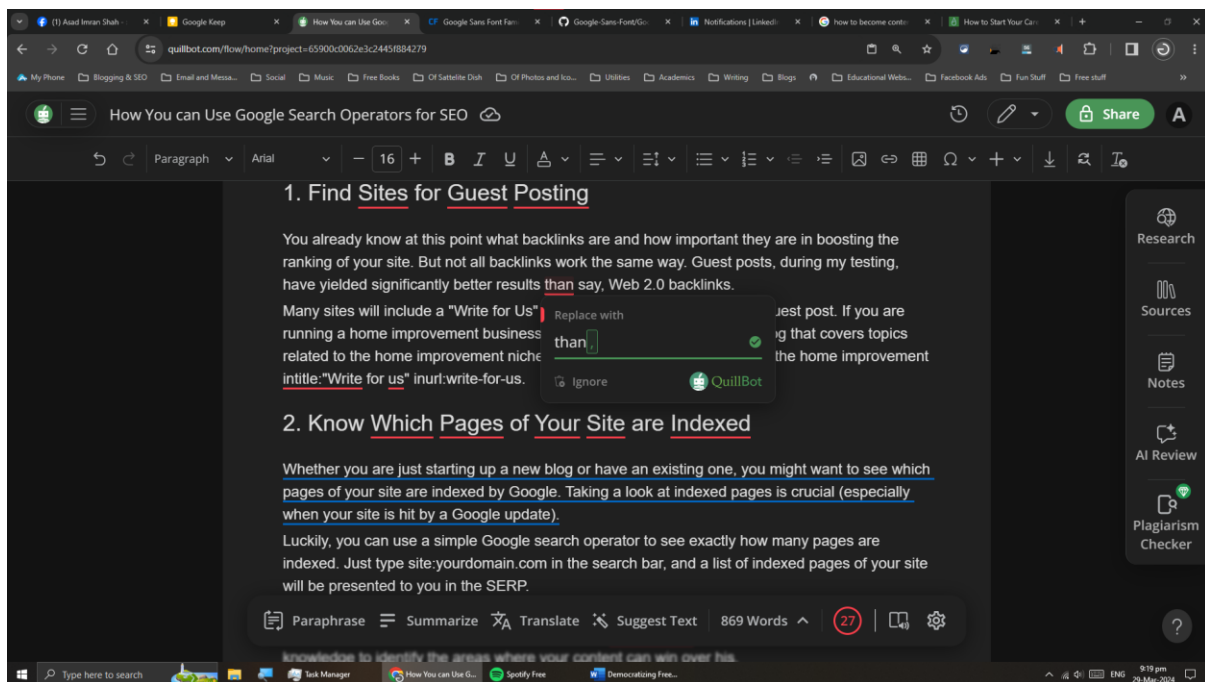 (1) Asad Imran Shah -
Google Keep
How You can Use Goo
Google Sans Font Fam
Google-Sans-Font/Go
Notifications | LinkedI
how to become conte
How to Start Your Car
quillbot.com/flow/home?project=65900c0062e3c2445f884279
My Phone
Blogging & SEO
Email and Messa...
Social
Music
Free Books
Of Sattelite Dish
Of Photos and Ico...
Utilities
Academics
Writing
Blogs
Educational Webs...
Facebook Ads
Fun Stuff
Free stuff
How You can Use Google Search Operators for SEO
Share
A
Paragraph
Arial
16
B I U A
1. Find Sites for Guest Posting
You already know at this point what backlinks are and how important they are in boosting the
ranking of your site. But not all backlinks work the same way. Guest posts, during my testing,
have yielded significantly better results than say, Web 2.0 backlinks.
Many sites will include a "Write for Us" uest post. If you are
running a home improvement business og that covers topics
related to the home improvement niche the home improvement
intitle:"Write for us" inurl:write-for-us.
Replace with
than,
Ignore
QuillBot
2. Know Which Pages of Your Site are Indexed
Whether you are just starting up a new blog or have an existing one, you might want to see which
pages of your site are indexed by Google. Taking a look at indexed pages is crucial (especially
when your site is hit by a Google update).
Luckily, you can use a simple Google search operator to see exactly how many pages are
indexed. Just type site:yourdomain.com in the search bar, and a list of indexed pages of your site
will be presented to you in the SERP.
Research
Sources
Notes
AI Review
Plagiarism
Checker
Paraphrase
Summarize
Translate
Suggest Text
869 Words
27
?
knowledge to identify the areas where your content can win over his.
Type here to search
Task Manager
How You can Use G...
Spotify Free
Democratizing Free...
ENG
9:19 pm
29-Mar-2024